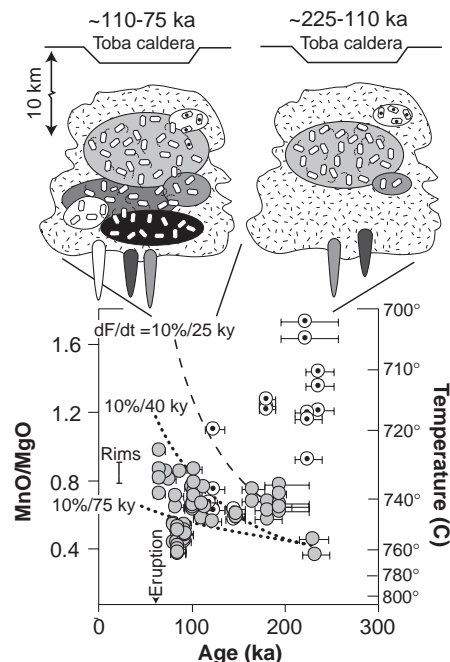 ~110-75 ka
~225-110 ka
Toba caldera
Toba caldera
10 km
dF/dt =10%/25 ky
10%/40 ky
Rims
10%/75 ky
Eruption
MnO/MgO
1.6
1.2
0.8
0.4
700°
710°
720°
740°
760°
780°
800°
Temperature (C)
0
100
200
300
Age (ka)